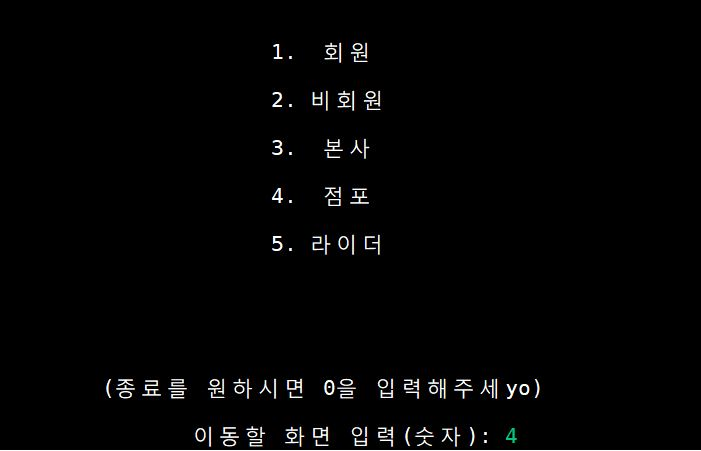 1. 회원
2. 비회원
3. 본사
4. 점포
5. 라이더
(종료를 원하시면 0을 입력해주세yo)
이동할 화면 입력(숫자): 4